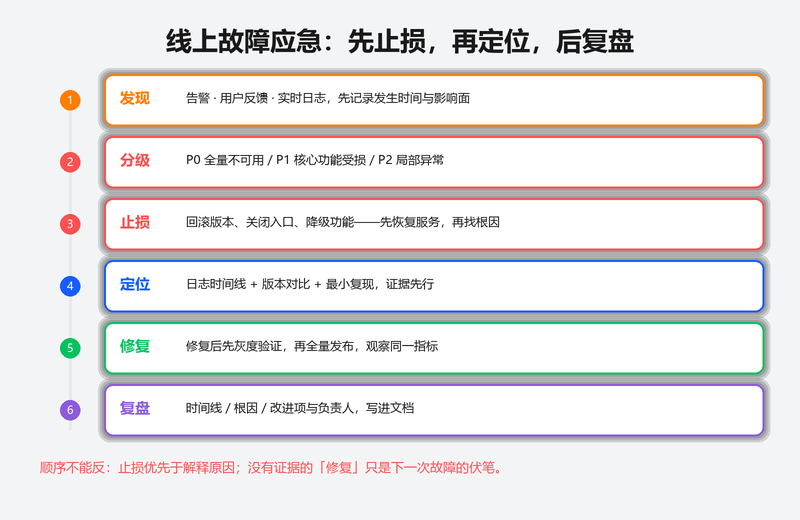 线上故障应急：先止损，再定位，后复盘
1 发现 告警 · 用户反馈 · 实时日志，先记录发生时间与影响面
2 分级 P0 全量不可用 / P1 核心功能受损 / P2 局部异常
3 止损 回滚版本、关闭入口、降级功能——先恢复服务，再找根因
4 定位 日志时间线 + 版本对比 + 最小复现，证据先行
5 修复 修复后先灰度验证，再全量发布，观察同一指标
6 复盘 时间线 / 根因 / 改进项与负责人，写进文档
顺序不能反：止损优先于解释原因；没有证据的「修复」只是下一次故障的伏笔。